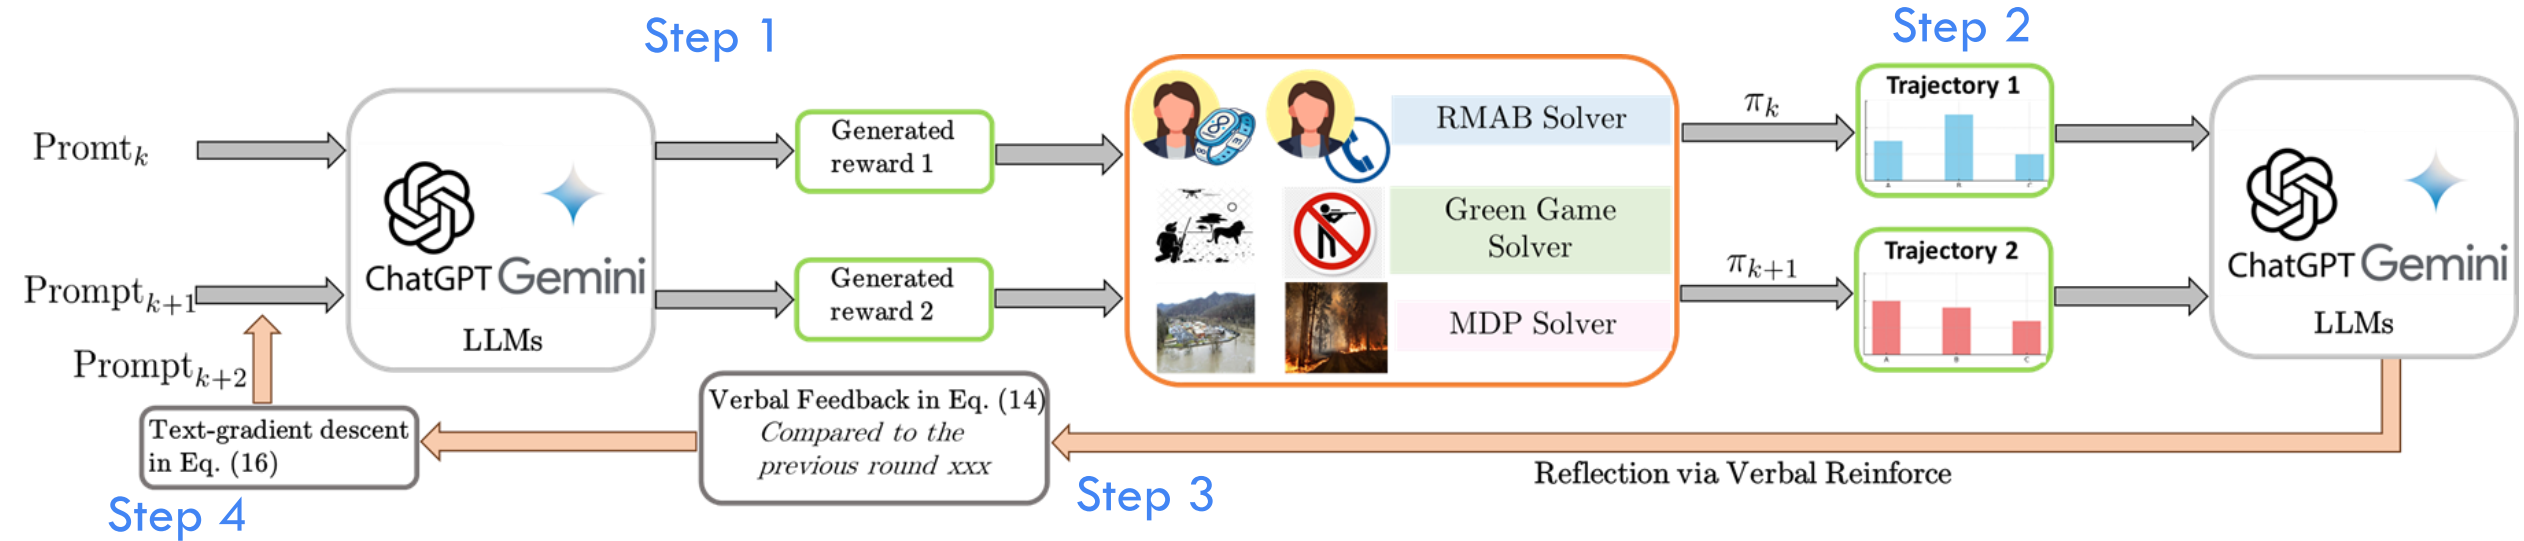 Step 1
Step 2
Promt_k
Prompt_{k+1}
Prompt_{k+2}
ChatGPT Gemini
LLMs
Generated
reward 1
Generated
reward 2
RMAB Solver
Green Game
Solver
MDP Solver
π_k
π_{k+1}
Trajectory 1
A B C
Trajectory 2
A B C
ChatGPT Gemini
LLMs
Reflection via Verbal Reinforce
Step 3
Verbal Feedback in Eq. (14)
Compared to the
previous round xxx
Text-gradient descent
in Eq. (16)
Step 4